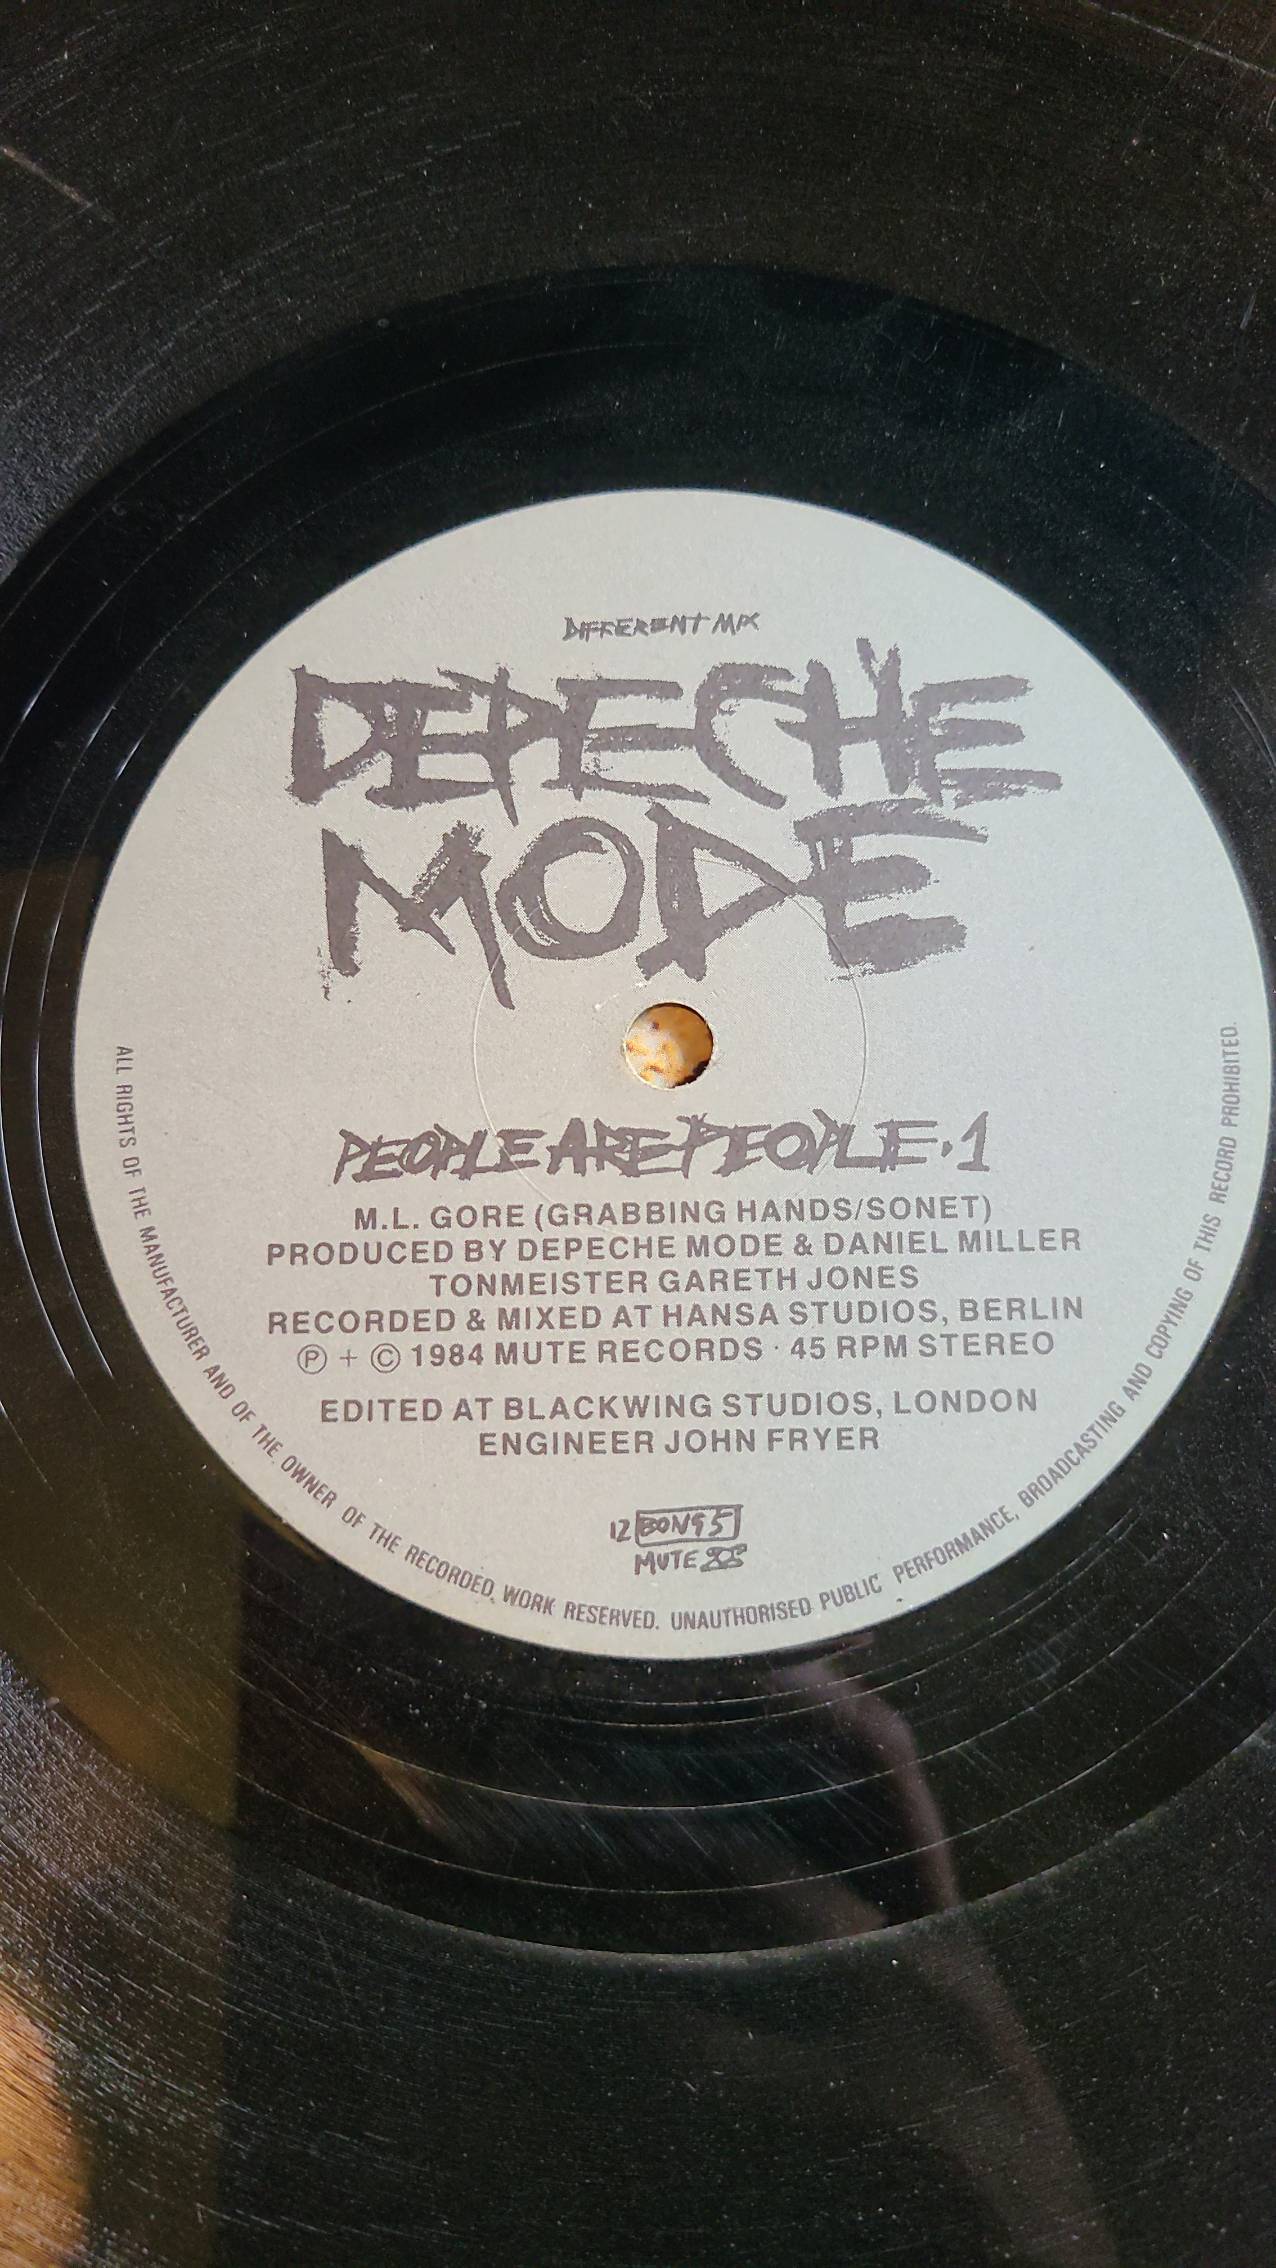 DIFFERENT MIX
DEPECHE
MODE
PEOPLE ARE PEOPLE·1
M.L. GORE (GRABBING HANDS/SONET)
PRODUCED BY DEPECHE MODE & DANIEL MILLER
TONMEISTER GARETH JONES
RECORDED & MIXED AT HANSA STUDIOS, BERLIN
Ⓟ + © 1984 MUTE RECORDS · 45 RPM STEREO
EDITED AT BLACKWING STUDIOS, LONDON
ENGINEER JOHN FRYER
12 BONG 5
MUTE
ALL RIGHTS OF THE MANUFACTURER AND OF THE OWNER OF THE RECORDED WORK RESERVED. UNAUTHORISED PUBLIC PERFORMANCE, BROADCASTING AND COPYING OF THIS RECORD PROHIBITED.